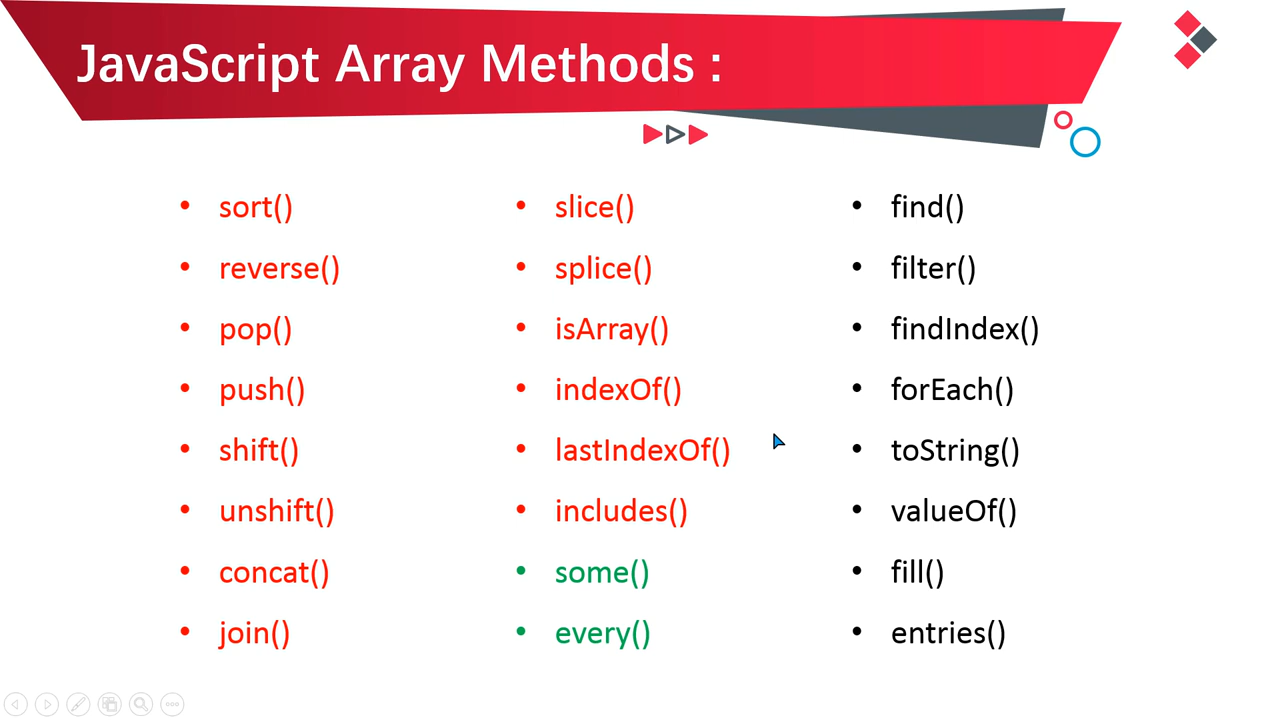 JavaScript Array Methods :
• sort()
• reverse()
• pop()
• push()
• shift()
• unshift()
• concat()
• join()
• slice()
• splice()
• isArray()
• indexOf()
• lastIndexOf()
• includes()
• some()
• every()
• find()
• filter()
• findIndex()
• forEach()
• toString()
• valueOf()
• fill()
• entries()